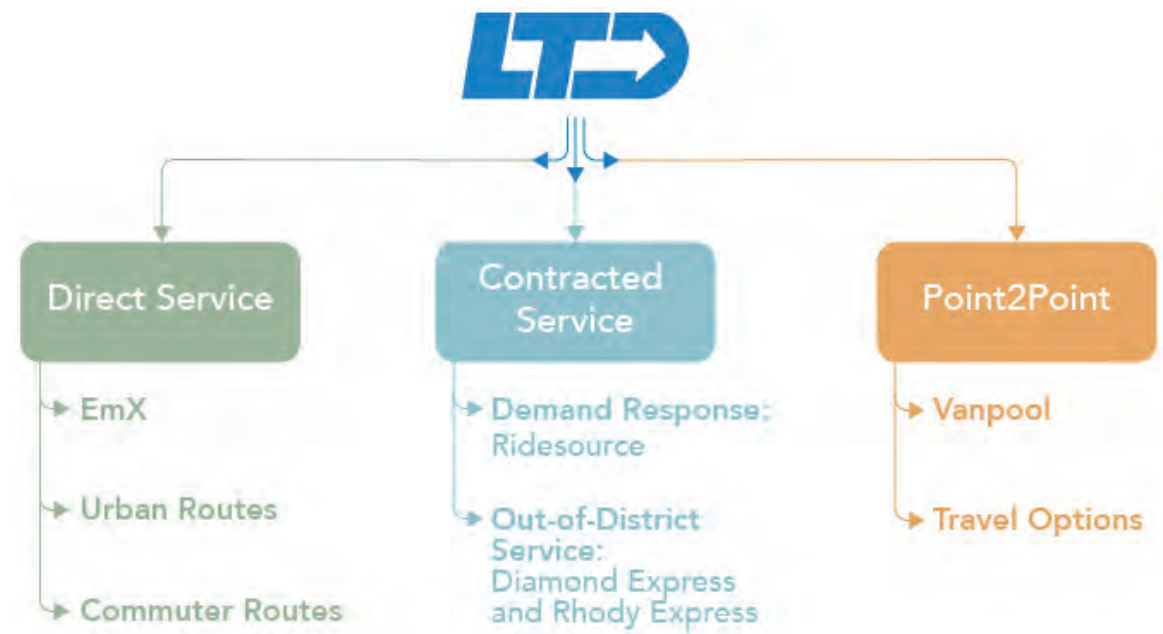 LTD
Direct Service
Contracted
Service
Point2Point
EmX
Urban Routes
Commuter Routes
Demand Response:
Ridesource
Out-of-District
Service:
Diamond Express
and Rhody Express
Vanpool
Travel Options